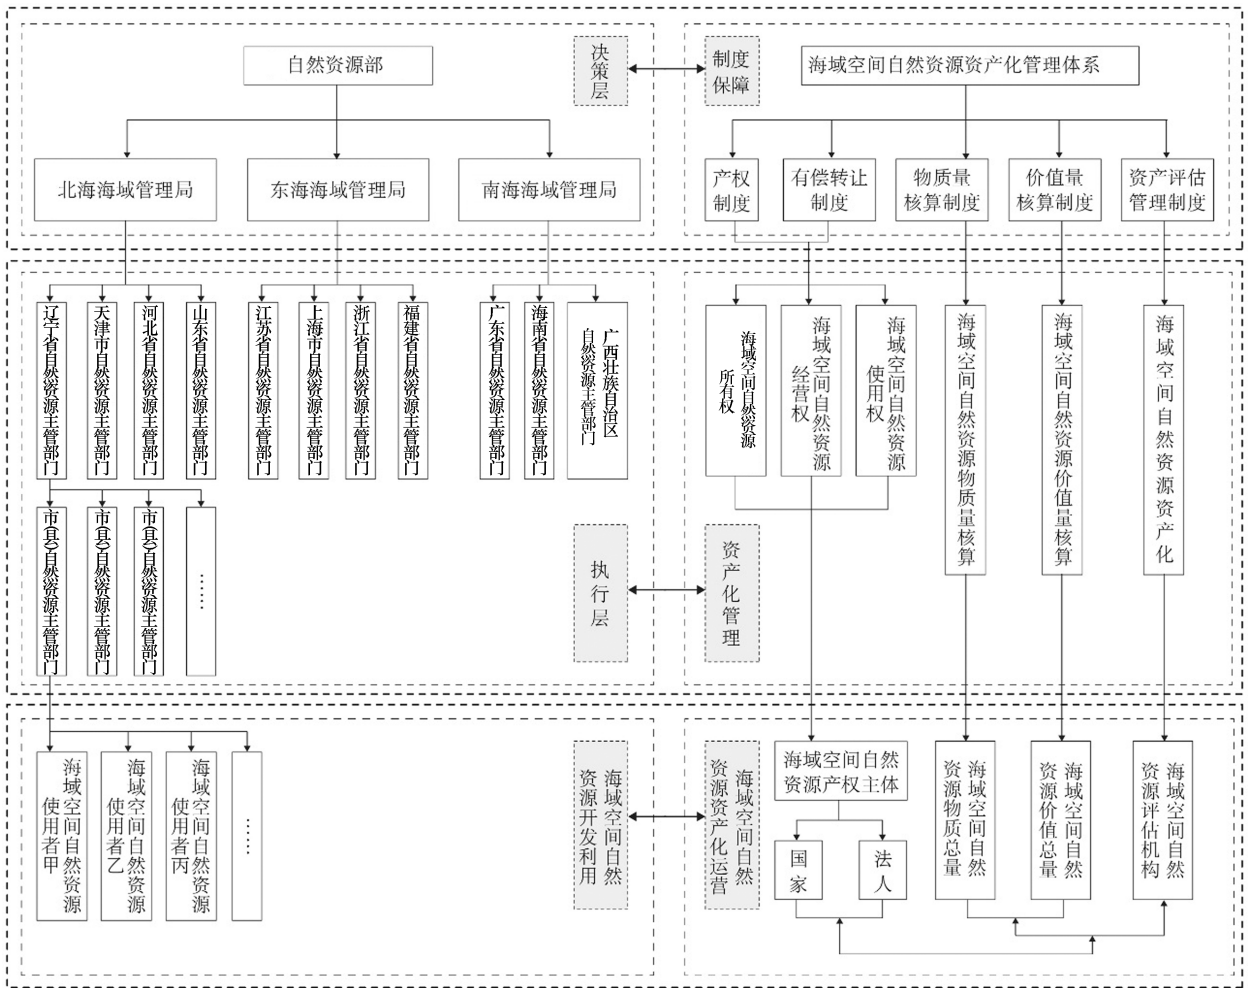 自然资源部
决策层
制度
保障
海域空间自然资源资产化管理体系
北海海域管理局
东海海域管理局
南海海域管理局
产权
制度
有偿转让
制度
物质量
核算制度
价值量
核算制度
资产评估
管理制度
辽宁省自然资源主管部门
天津市自然资源主管部门
河北省自然资源主管部门
山东省自然资源主管部门
江苏省自然资源主管部门
上海市自然资源主管部门
浙江省自然资源主管部门
福建省自然资源主管部门
广东省自然资源主管部门
海南省自然资源主管部门
广西壮族自治区
自然资源主管部门
海域空间自然资源
所有权
海域空间自然资源
经营权
海域空间自然资源
使用权
海域空间自然资源物质量核算
海域空间自然资源价值量核算
海域空间自然资源资产化
市(县)自然资源主管部门
市(县)自然资源主管部门
市(县)自然资源主管部门
……
执行层
资产化管理
海域空间自然资源
使用者甲
海域空间自然资源
使用者乙
海域空间自然资源
使用者丙
……
海域空间自然
资源开发利用
海域空间自然
资源资产化运营
海域空间自然
资源产权主体
国家
法人
海域空间自然
资源物质总量
海域空间自然
资源价值总量
海域空间自然
资源评估机构